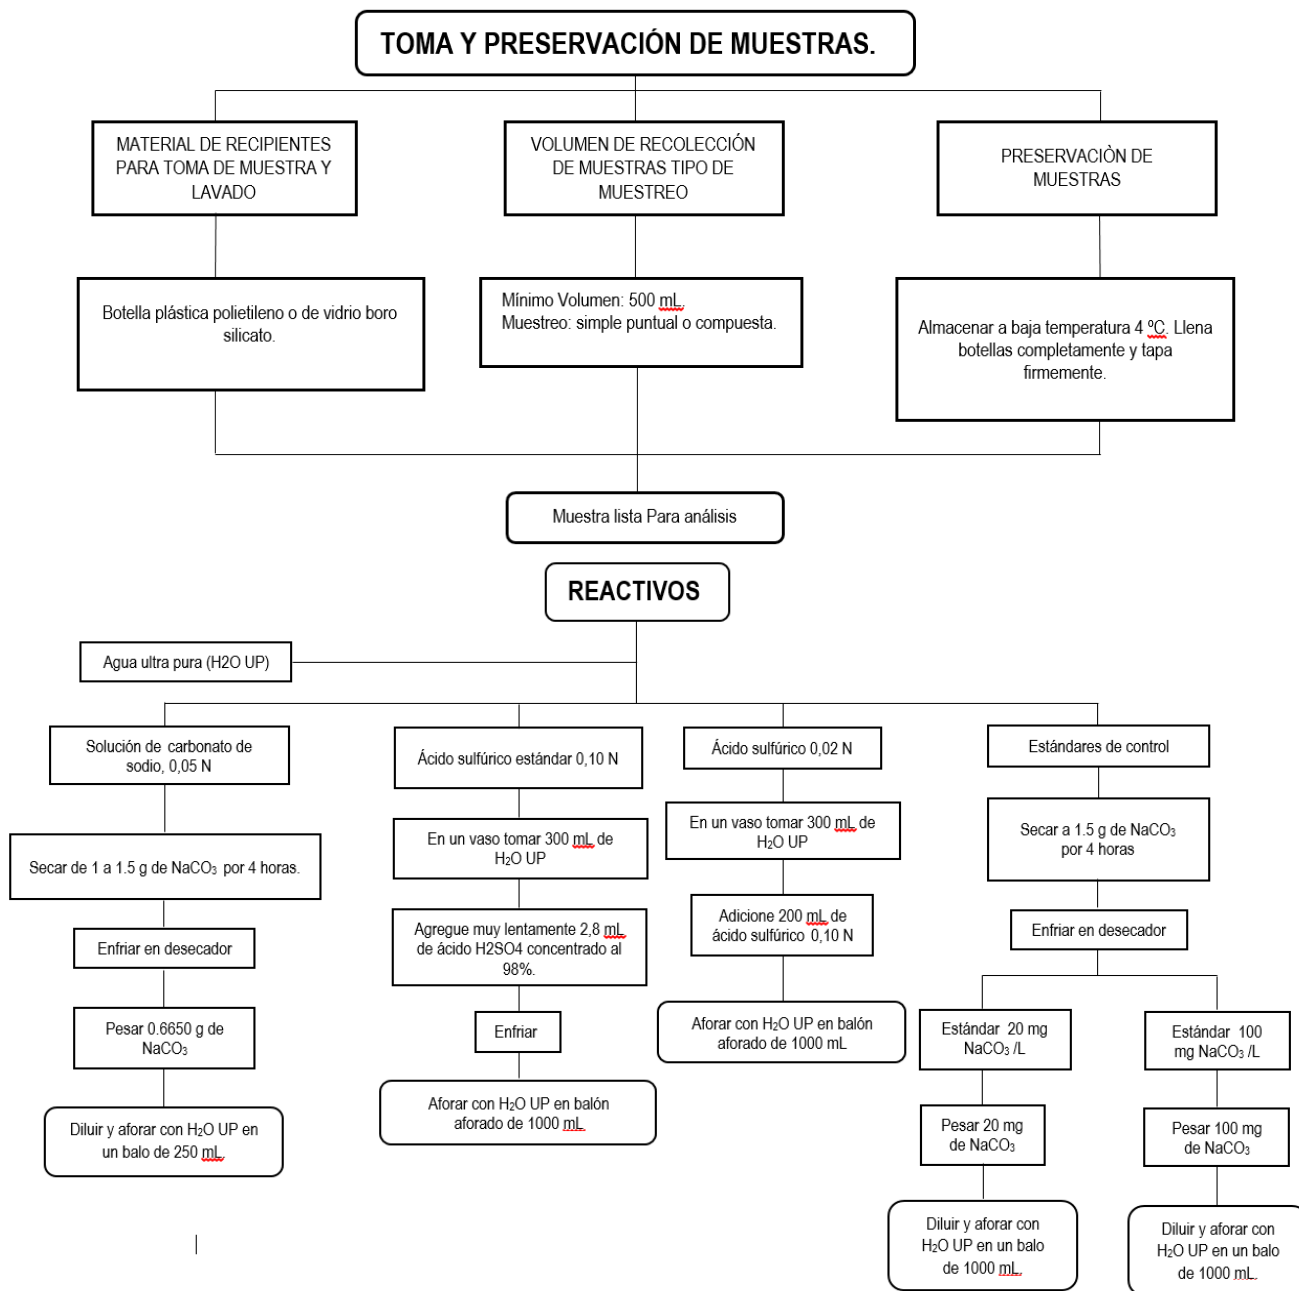 TOMA Y PRESERVACIÓN DE MUESTRAS.
MATERIAL DE RECIPIENTES
PARA TOMA DE MUESTRA Y
LAVADO
VOLUMEN DE RECOLECCIÓN
DE MUESTRAS TIPO DE
MUESTREO
PRESERVACIÒN DE
MUESTRAS
Botella plástica polietileno o de vidrio boro
silicato.
Mínimo Volumen: 500 mL.
Muestreo: simple puntual o compuesta.
Almacenar a baja temperatura 4 ºC. Llena
botellas completamente y tapa
firmemente.
Muestra lista Para análisis
REACTIVOS
Agua ultra pura (H2O UP)
Solución de carbonato de
sodio, 0,05 N
Secar de 1 a 1.5 g de NaCO₃ por 4 horas.
Enfriar en desecador
Pesar 0.6650 g de
NaCO₃
Diluir y aforar con H₂O UP en
un balo de 250 mL.
Ácido sulfúrico estándar 0,10 N
En un vaso tomar 300 mL de
H₂O UP
Agregue muy lentamente 2,8 mL
de ácido H2SO4 concentrado al
98%.
Enfriar
Aforar con H₂O UP en balón
aforado de 1000 mL
Ácido sulfúrico 0,02 N
En un vaso tomar 300 mL de
H₂O UP
Adicione 200 mL de
ácido sulfúrico 0,10 N
Aforar con H₂O UP en balón
aforado de 1000 mL
Estándares de control
Secar a 1.5 g de NaCO₃
por 4 horas
Enfriar en desecador
Estándar 20 mg
NaCO₃ /L
Pesar 20 mg
de NaCO₃
Diluir y aforar con
H₂O UP en un balo
de 1000 mL.
Estándar 100
mg NaCO₃ /L
Pesar 100 mg
de NaCO₃
Diluir y aforar con
H₂O UP en un balo
de 1000 mL.